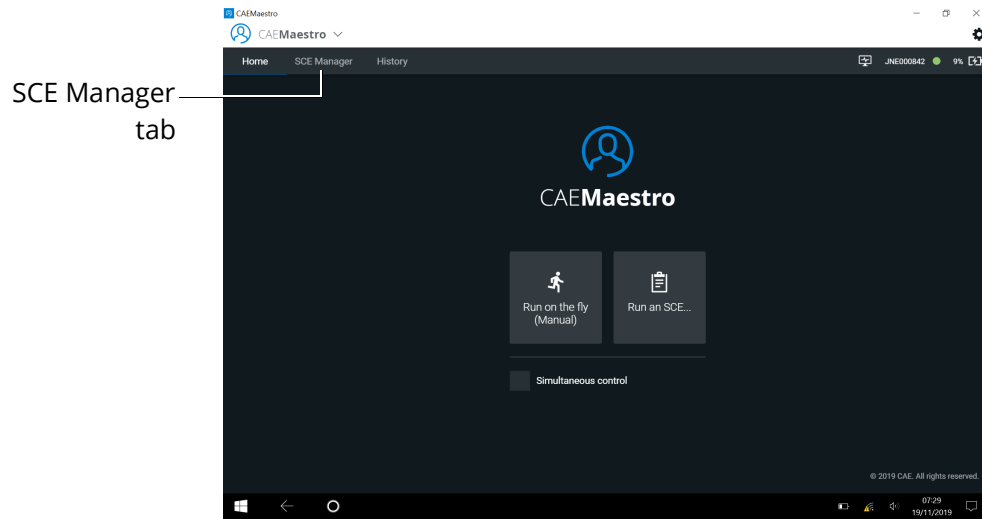 CAEMaestro
CAEMaestro
Home SCE Manager History JNE000842 9%
SCE Manager
tab
CAEMaestro
Run on the fly
(Manual)
Run an SCE...
Simultaneous control
© 2019 CAE. All rights reserved.
07:29
19/11/2019